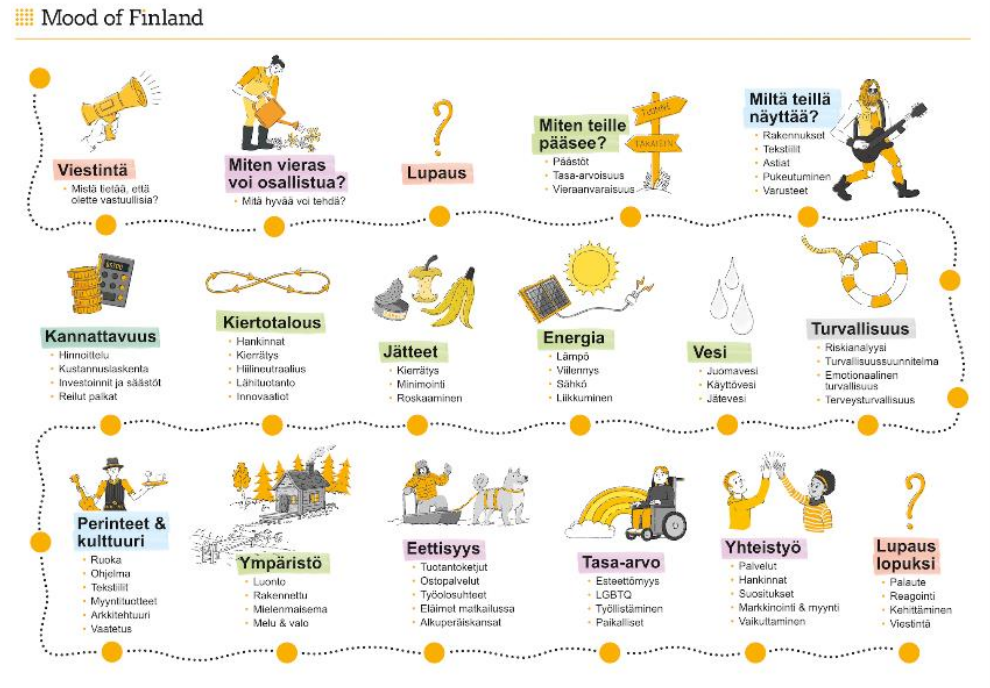 Mood of Finland
Viestintä
• Mistä tietää, että
olette vastuullisia?
Miten vieras
voi osallistua?
• Mitä hyvää voi tehdä?
Lupaus
Miten teille
pääsee?
• Päästöt
• Tasa-arvoisuus
• Vieraanvaraisuus
TAKAISIN
Miltä teillä
näyttää?
• Rakennukset
• Tekstiilit
• Astiat
• Pukeutuminen
• Varusteet
Kannattavuus
• Hinnoittelu
• Kustannuslaskenta
• Investoinnit ja säästöt
• Reilut palkat
Kiertotalous
• Hankinnat
• Kierrätys
• Hiilineutraalius
• Lähituotanto
• Innovaatiot
Jätteet
• Kierrätys
• Minimointi
• Roskaaminen
Energia
• Lämpö
• Viilennys
• Sähkö
• Liikkuminen
Vesi
• Juomavesi
• Käyttövesi
• Jätevesi
Turvallisuus
• Riskianalyysi
• Turvallisuussuunnitelma
• Emotionaalinen
turvallisuus
• Terveysturvallisuus
Perinteet &
kulttuuri
• Ruoka
• Ohjelma
• Tekstiilit
• Myyntituotteet
• Arkkitehtuuri
• Vaatetus
Ympäristö
• Luonto
• Rakennettu
• Mielenmaisema
• Melu & valo
Eettisyys
• Tuotantoketjut
• Ostopalvelut
• Työolosuhteet
• Eläimet matkailussa
• Alkuperäiskansat
Tasa-arvo
• Esteettömyys
• LGBTQ
• Työllistäminen
• Paikalliset
Yhteistyö
• Palvelut
• Hankinnat
• Suositukset
• Markkinointi & myynti
• Vaikuttaminen
Lupaus
lopuksi
• Palaute
• Reagointi
• Kehittäminen
• Viestintä